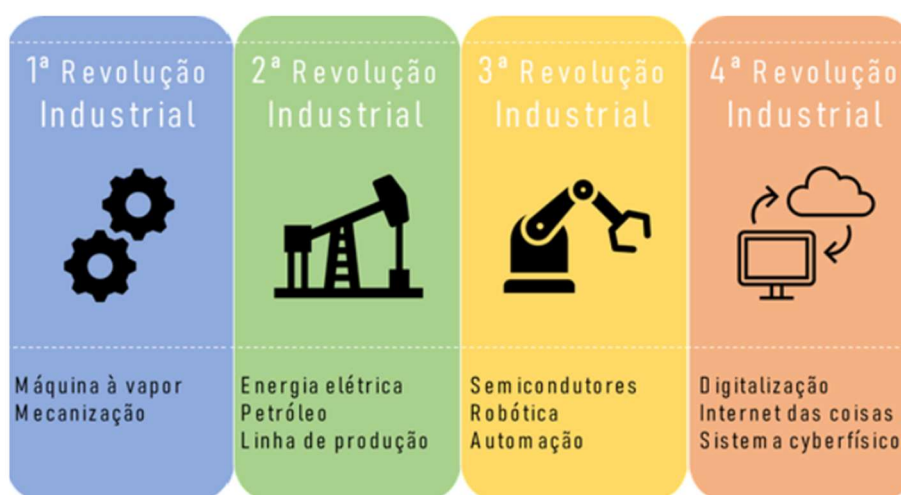 1ª Revolução
Industrial
Máquina à vapor
Mecanização
2ª Revolução
Industrial
Energia elétrica
Petróleo
Linha de produção
3ª Revolução
Industrial
Semicondutores
Robótica
Automação
4ª Revolução
Industrial
Digitalização
Internet das coisas
Sistema cyberfísico